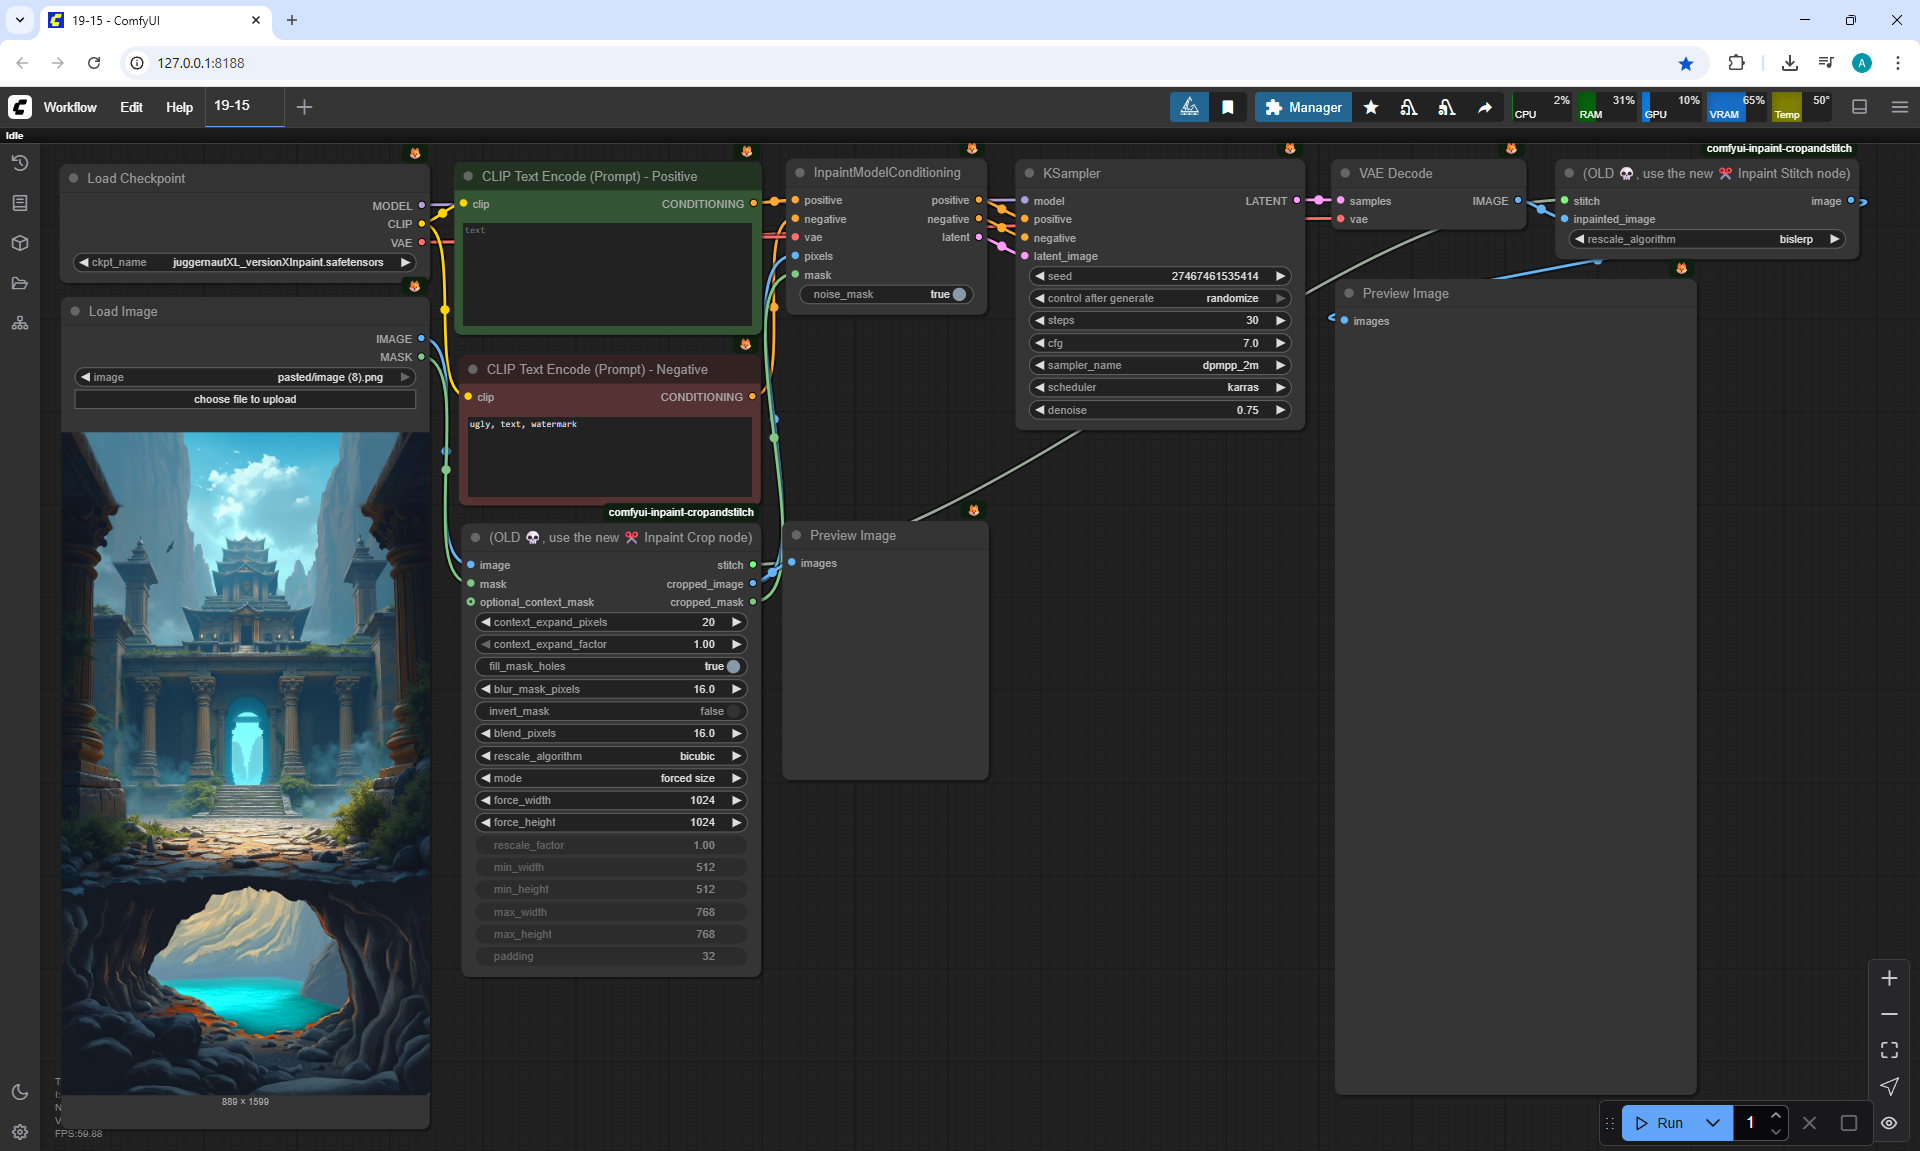 19-15 - ComfyUI
127.0.0.1:8188
Workflow
Edit
Help
19-15
Manager
2%
CPU
31%
RAM
10%
GPU
65%
VRAM
50°
Temp
Idle
Load Checkpoint
MODEL
CLIP
VAE
ckpt_name juggernautXL_versionXInpaint.safetensors
Load Image
IMAGE
MASK
image pasted/image (8).png
choose file to upload
889 × 1599
FPS:59.88
CLIP Text Encode (Prompt) - Positive
clip CONDITIONING
text
CLIP Text Encode (Prompt) - Negative
clip CONDITIONING
ugly, text, watermark
comfyui-inpaint-cropandstitch
(OLD 💀, use the new ✂️ Inpaint Crop node)
image stitch
mask cropped_image
optional_context_mask cropped_mask
context_expand_pixels 20
context_expand_factor 1.00
fill_mask_holes true
blur_mask_pixels 16.0
invert_mask false
blend_pixels 16.0
rescale_algorithm bicubic
mode forced size
force_width 1024
force_height 1024
rescale_factor 1.00
min_width 512
min_height 512
max_width 768
max_height 768
padding 32
InpaintModelConditioning
positive positive
negative negative
vae latent
pixels
mask
noise_mask true
Preview Image
images
KSampler
model LATENT
positive
negative
latent_image
seed 27467461535414
control after generate randomize
steps 30
cfg 7.0
sampler_name dpmpp_2m
scheduler karras
denoise 0.75
VAE Decode
samples IMAGE
vae
comfyui-inpaint-cropandstitch
(OLD 💀, use the new ✂️ Inpaint Stitch node)
stitch image
inpainted_image
rescale_algorithm bislerp
Preview Image
images
Run
1
A